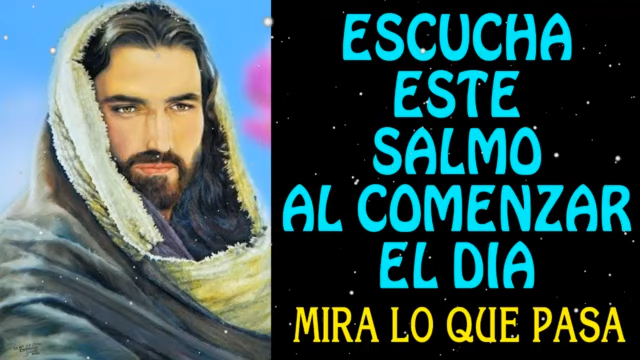 ESCUCHA
ESTE
SALMO
AL COMENZAR
EL DIA
MIRA LO QUE PASA